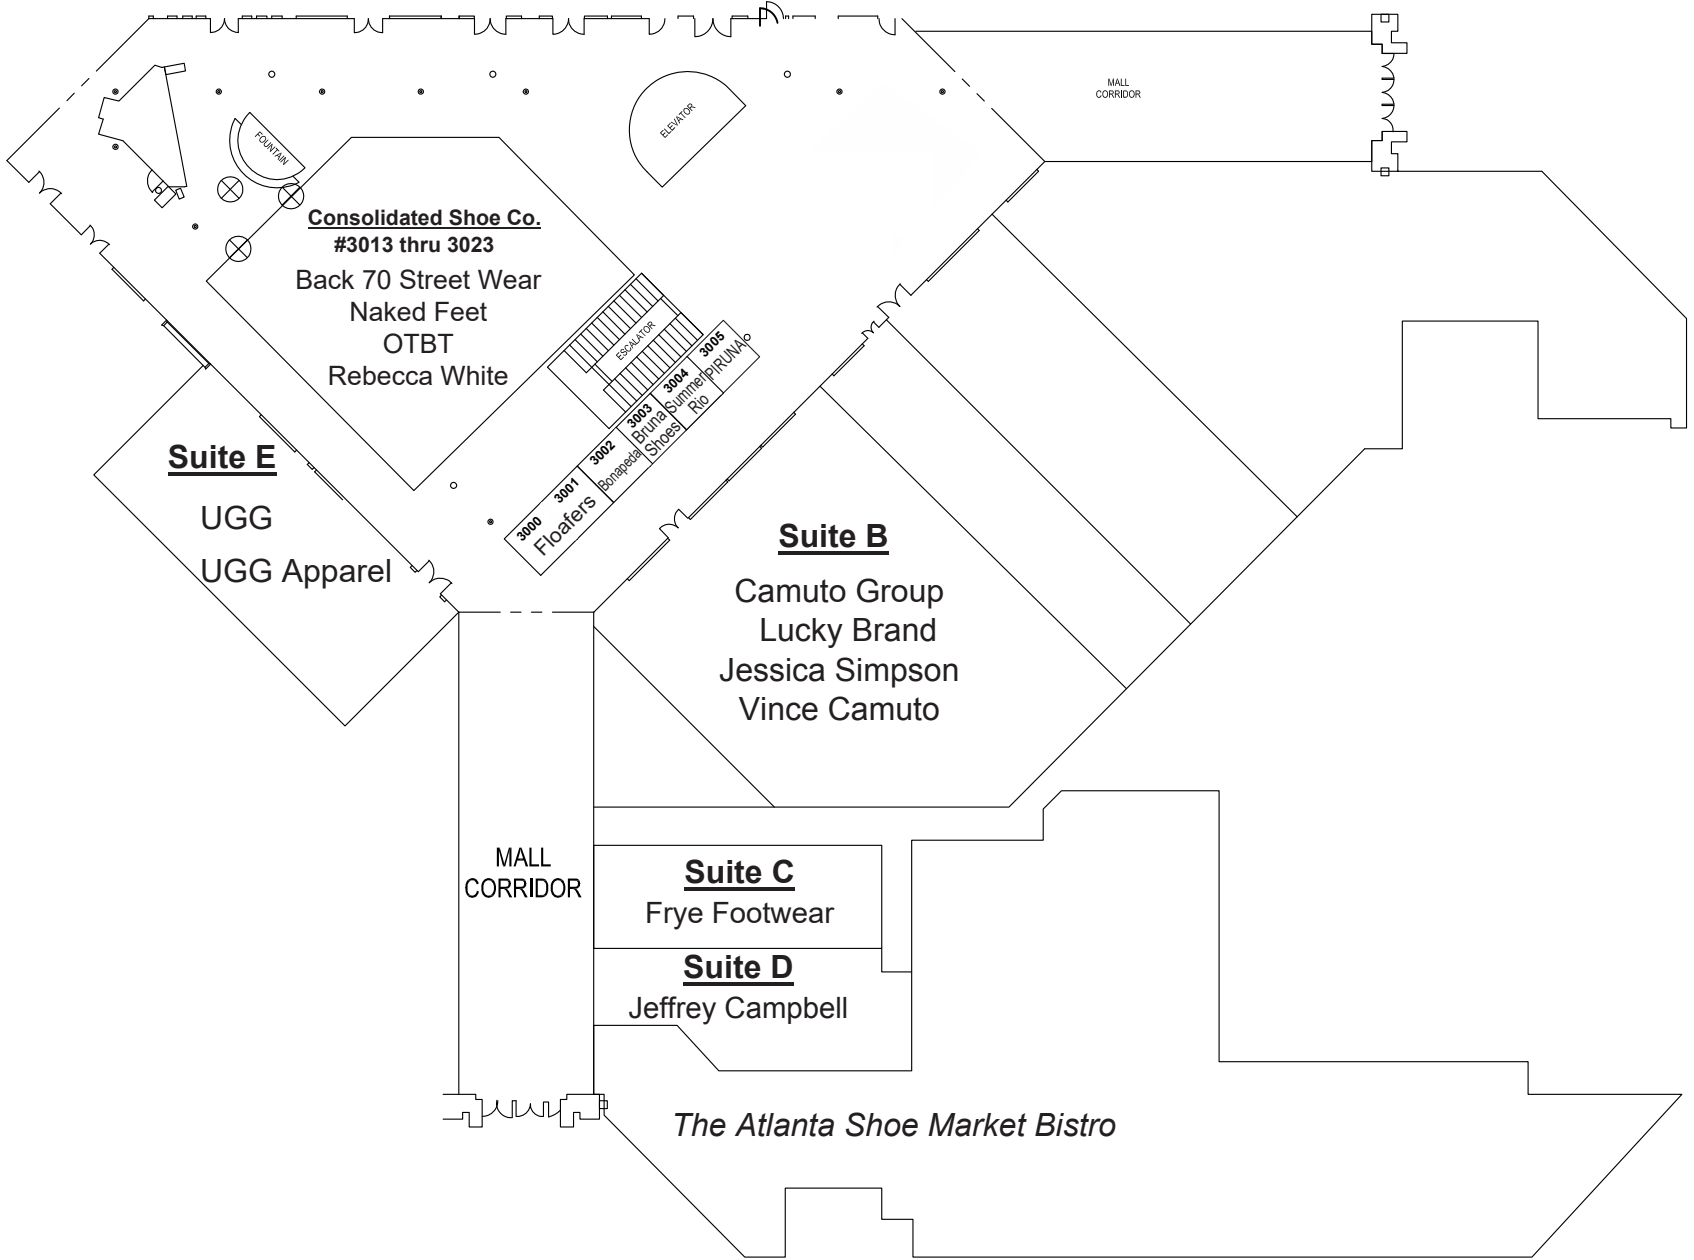 MALL
CORRIDOR
ELEVATOR
FOUNTAIN
Consolidated Shoe Co.
#3013 thru 3023
Back 70 Street Wear
Naked Feet
OTBT
Rebecca White
ESCALATOR
3005
PIRUNAI
3004
Summer
Rio
3003
Bruna
Shoes
3002
Bonapeda
3001
3000
Floafers
Suite E
UGG
UGG Apparel
Suite B
Camuto Group
Lucky Brand
Jessica Simpson
Vince Camuto
MALL
CORRIDOR
Suite C
Frye Footwear
Suite D
Jeffrey Campbell
The Atlanta Shoe Market Bistro